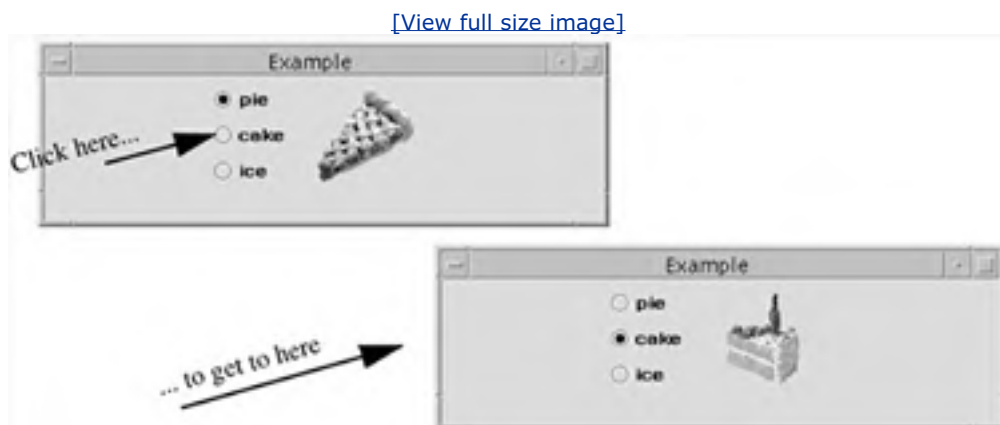 [View full size image]
Example
pie
Click here...
cake
ice
Example
pie
... to get to here
cake
ice